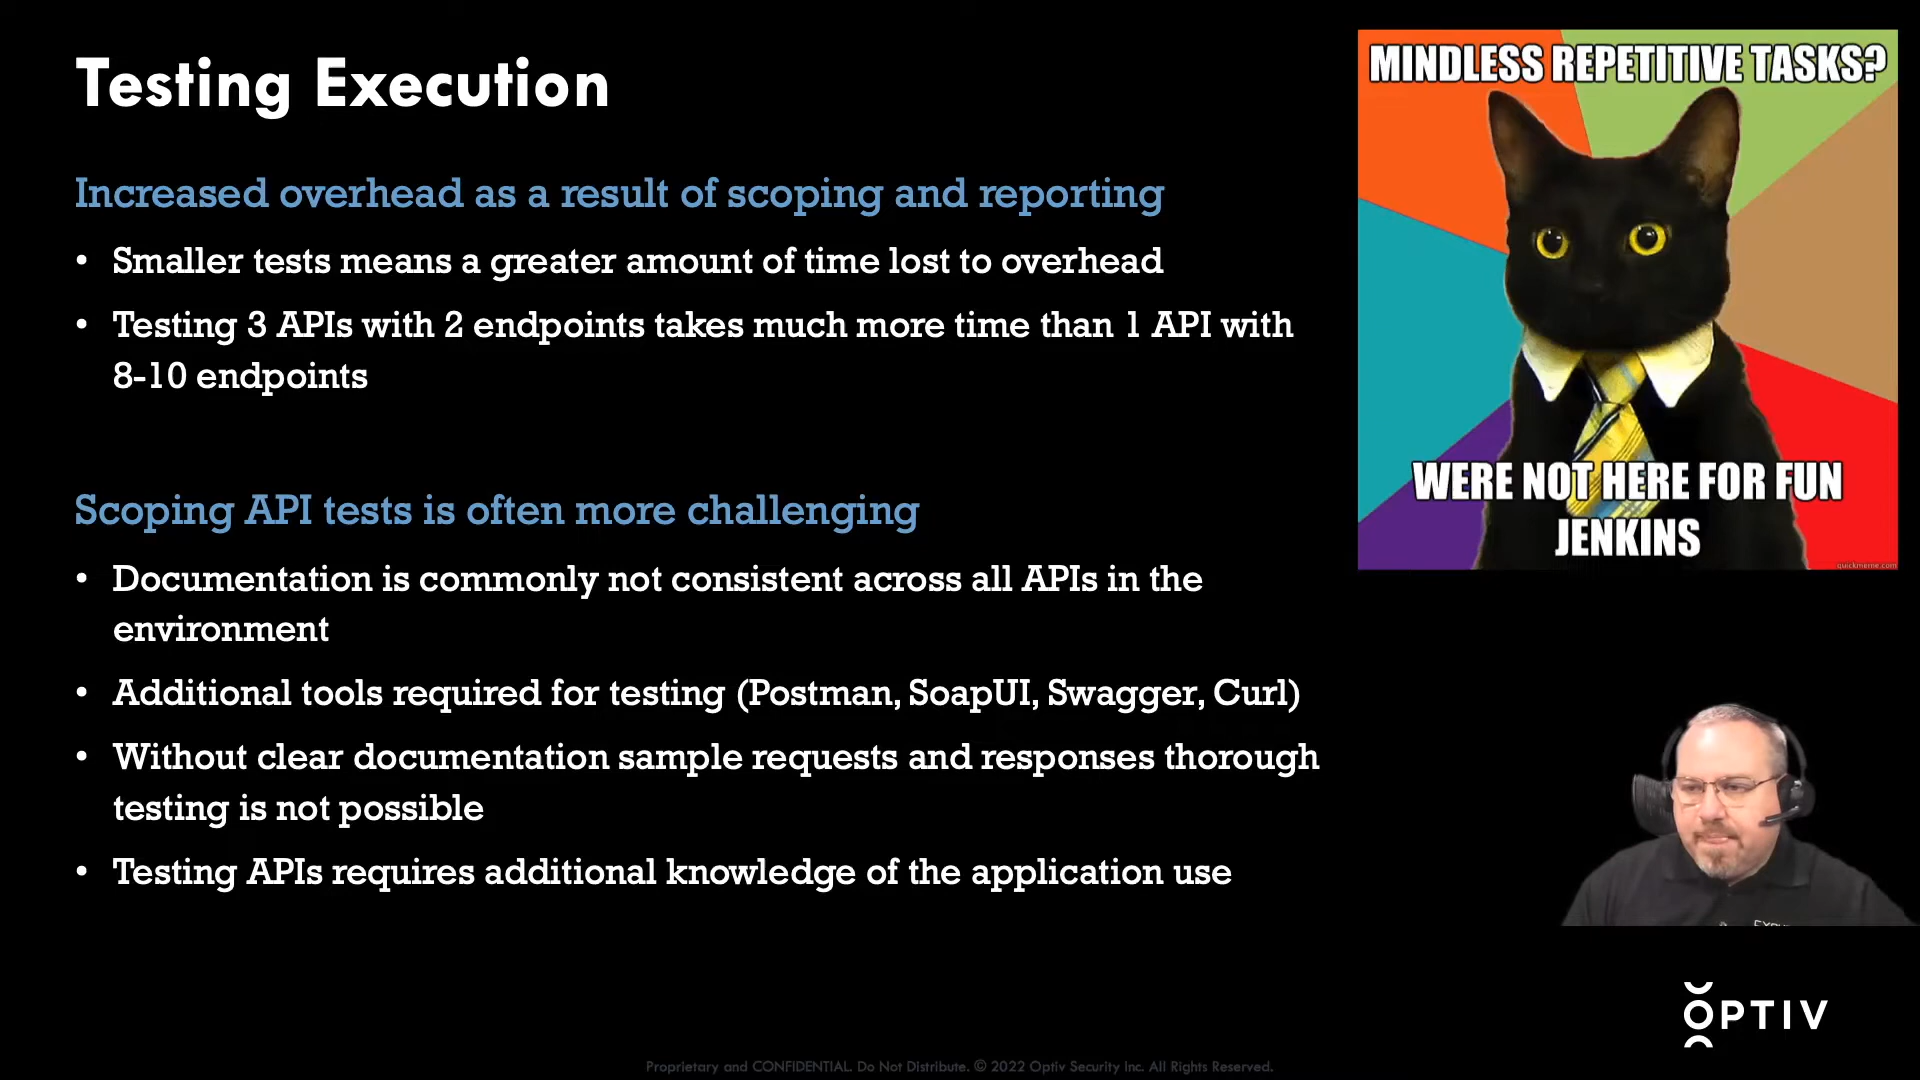 Testing Execution
Increased overhead as a result of scoping and reporting
• Smaller tests means a greater amount of time lost to overhead
• Testing 3 APIs with 2 endpoints takes much more time than 1 API with
8-10 endpoints
Scoping API tests is often more challenging
• Documentation is commonly not consistent across all APIs in the
environment
• Additional tools required for testing (Postman, SoapUI, Swagger, Curl)
• Without clear documentation sample requests and responses thorough
testing is not possible
• Testing APIs requires additional knowledge of the application use
MINDLESS REPETITIVE TASKS?
WERE NOT HERE FOR FUN
JENKINS
quickmeme.com
OPTIV
Proprietary and CONFIDENTIAL. Do Not Distribute. © 2022 Optiv Security Inc. All Rights Reserved.